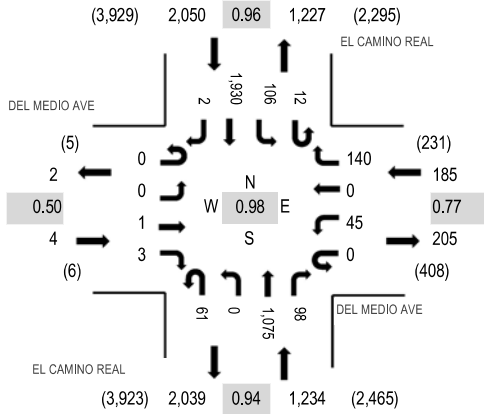 (3,929) 2,050 0.96 1,227 (2,295)
EL CAMINO REAL
DEL MEDIO AVE
2 1,930 106 12
(5) 0 140 (231)
2 185
0 N 0
0.50 W 0.98 E 0.77
1 S 45
4 205
3 0
(6) (408)
61 0 1,075 98
DEL MEDIO AVE
EL CAMINO REAL
(3,923) 2,039 0.94 1,234 (2,465)